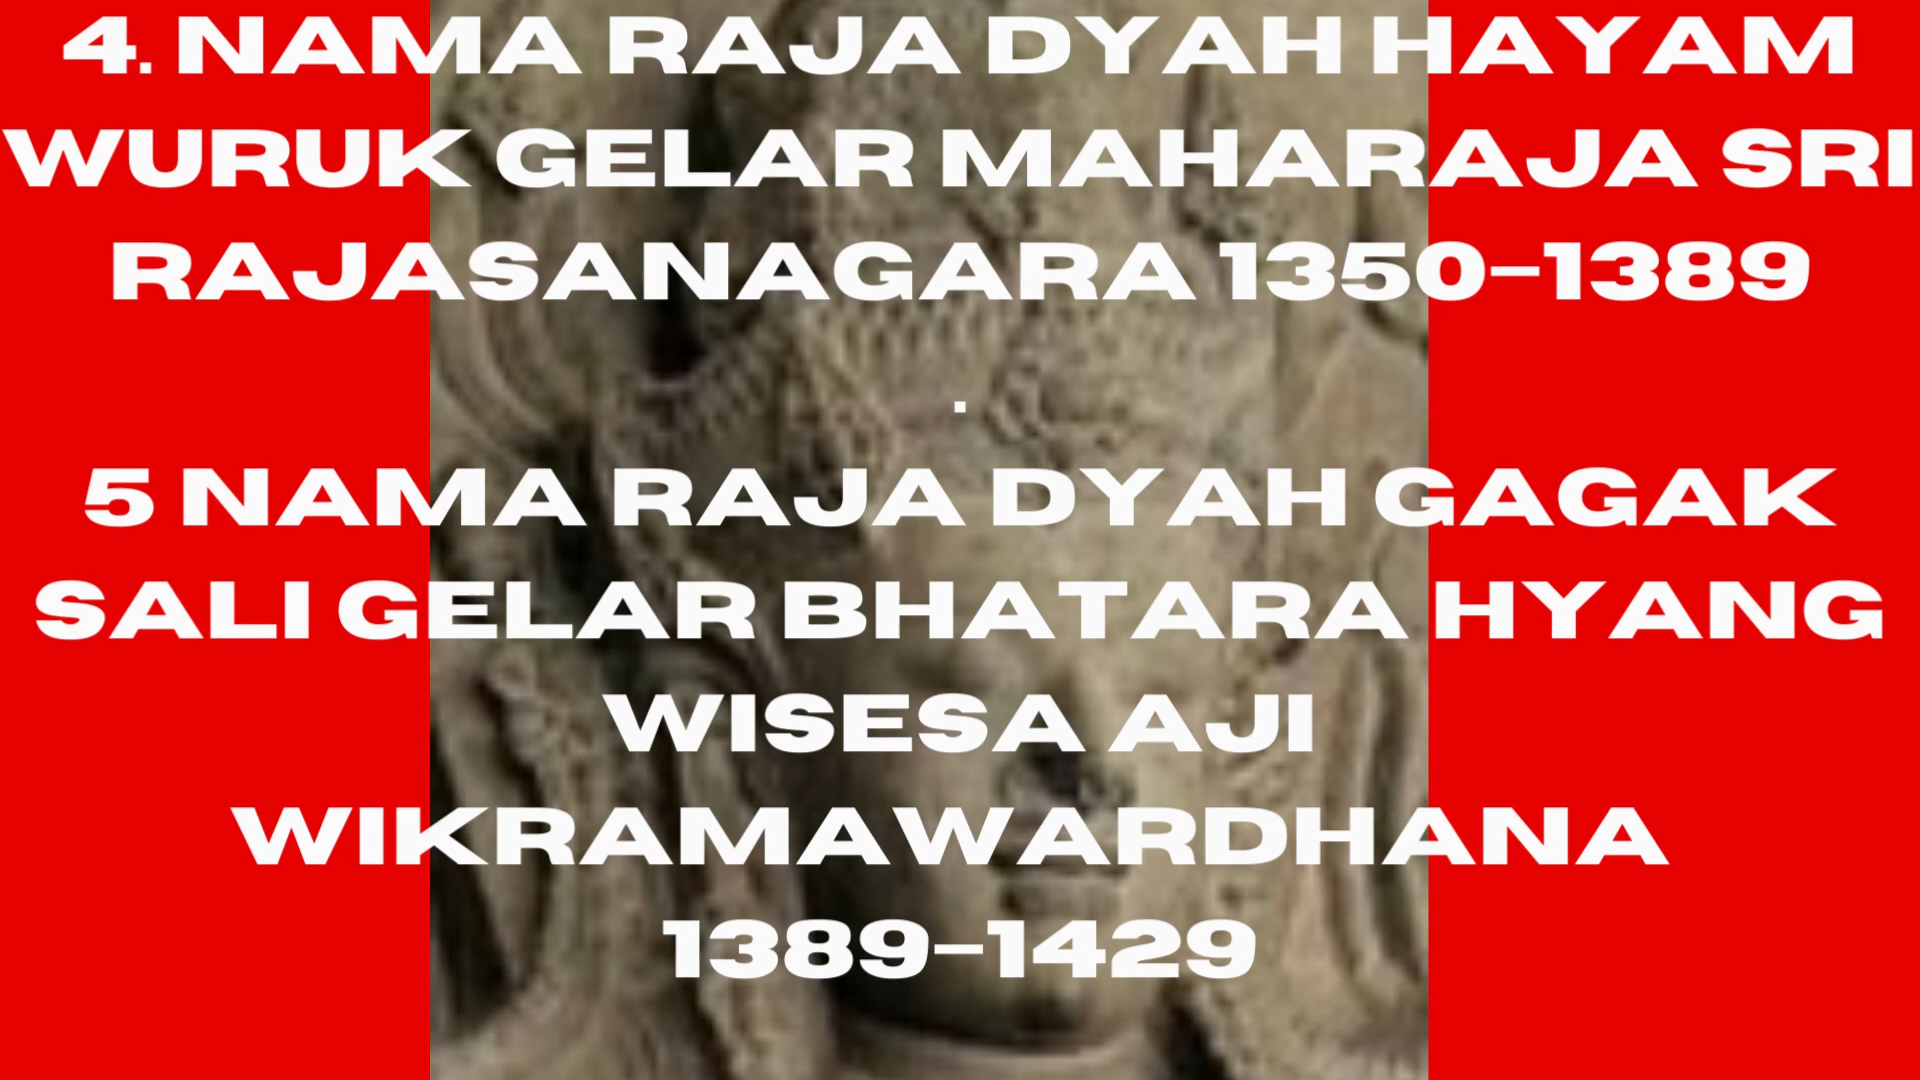 4. NAMA RAJA DYAH HAYAM
WURUK GELAR MAHARAJA SRI
RAJASANAGARA 1350–1389
.
5 NAMA RAJA DYAH GAGAK
SALI GELAR BHATARA HYANG
WISESA AJI
WIKRAMAWARDHANA
1389–1429